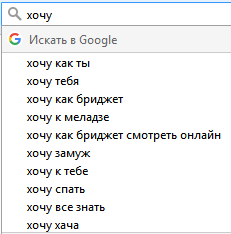 хочу
Искать в Google
хочу как ты
хочу тебя
хочу как бриджет
хочу к меладзе
хочу как бриджет смотреть онлайн
хочу замуж
хочу к тебе
хочу спать
хочу все знать
хочу хача